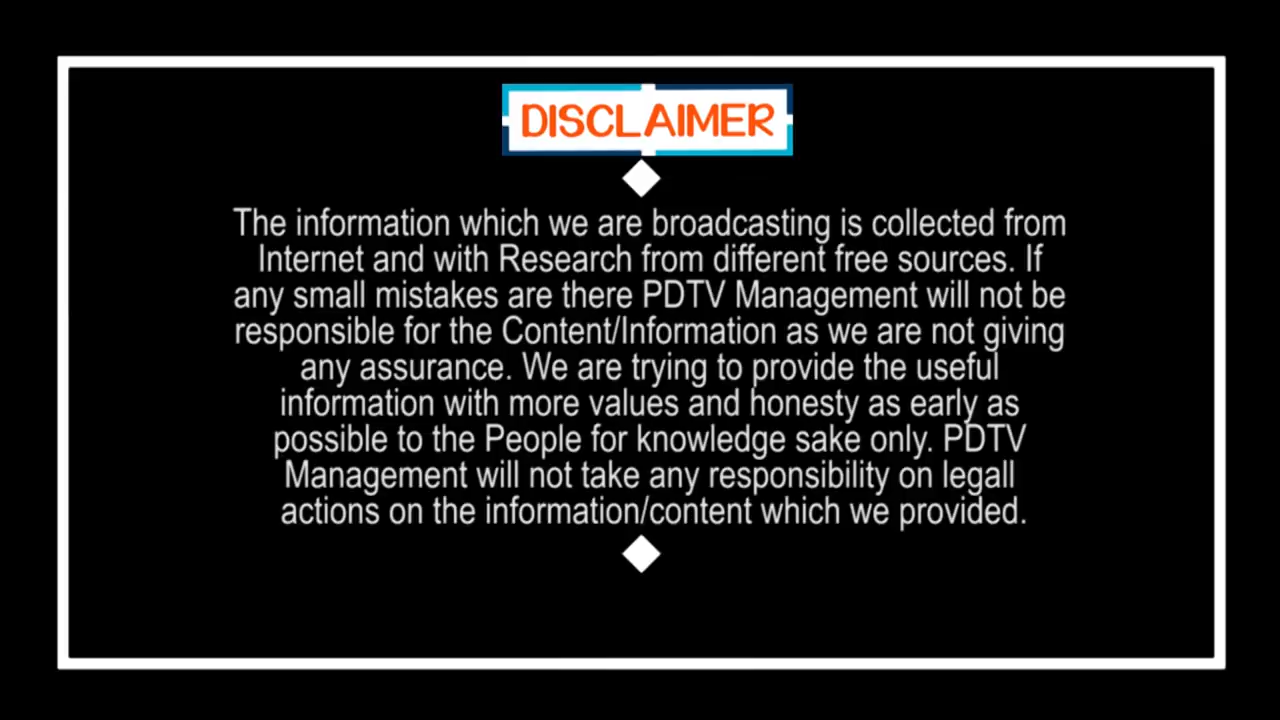 DISCLAIMER
The information which we are broadcasting is collected from
Internet and with Research from different free sources. If
any small mistakes are there PDTV Management will not be
responsible for the Content/Information as we are not giving
any assurance. We are trying to provide the useful
information with more values and honesty as early as
possible to the People for knowledge sake only. PDTV
Management will not take any responsibility on legall
actions on the information/content which we provided.